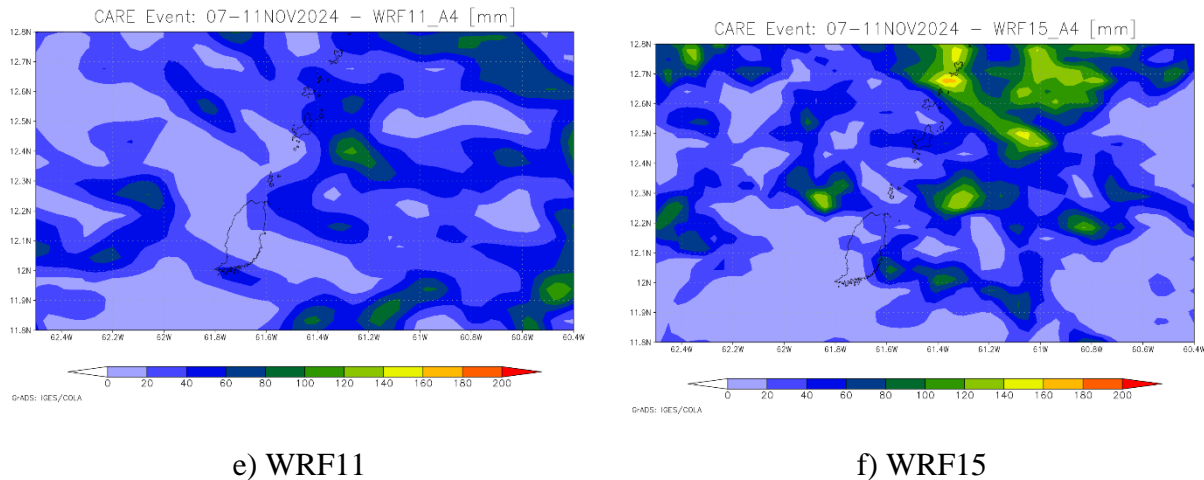 CARE Event: 07-11NOV2024 - WRF11_A4 [mm]
12.8N
12.7N
12.6N
12.5N
12.4N
12.3N
12.2N
12.1N
12N
11.9N
11.8N
62.4W 62.2W 62W 61.8W 61.6W 61.4W 61.2W 61W 60.8W 60.6W 60.4W
0 20 40 60 80 100 120 140 160 180 200
GrADS: IGES/COLA
e) WRF11
CARE Event: 07-11NOV2024 - WRF15_A4 [mm]
12.8N
12.7N
12.6N
12.5N
12.4N
12.3N
12.2N
12.1N
12N
11.9N
11.8N
62.4W 62.2W 62W 61.8W 61.6W 61.4W 61.2W 61W 60.8W 60.6W 60.4W
0 20 40 60 80 100 120 140 160 180 200
GrADS: IGES/COLA
f) WRF15